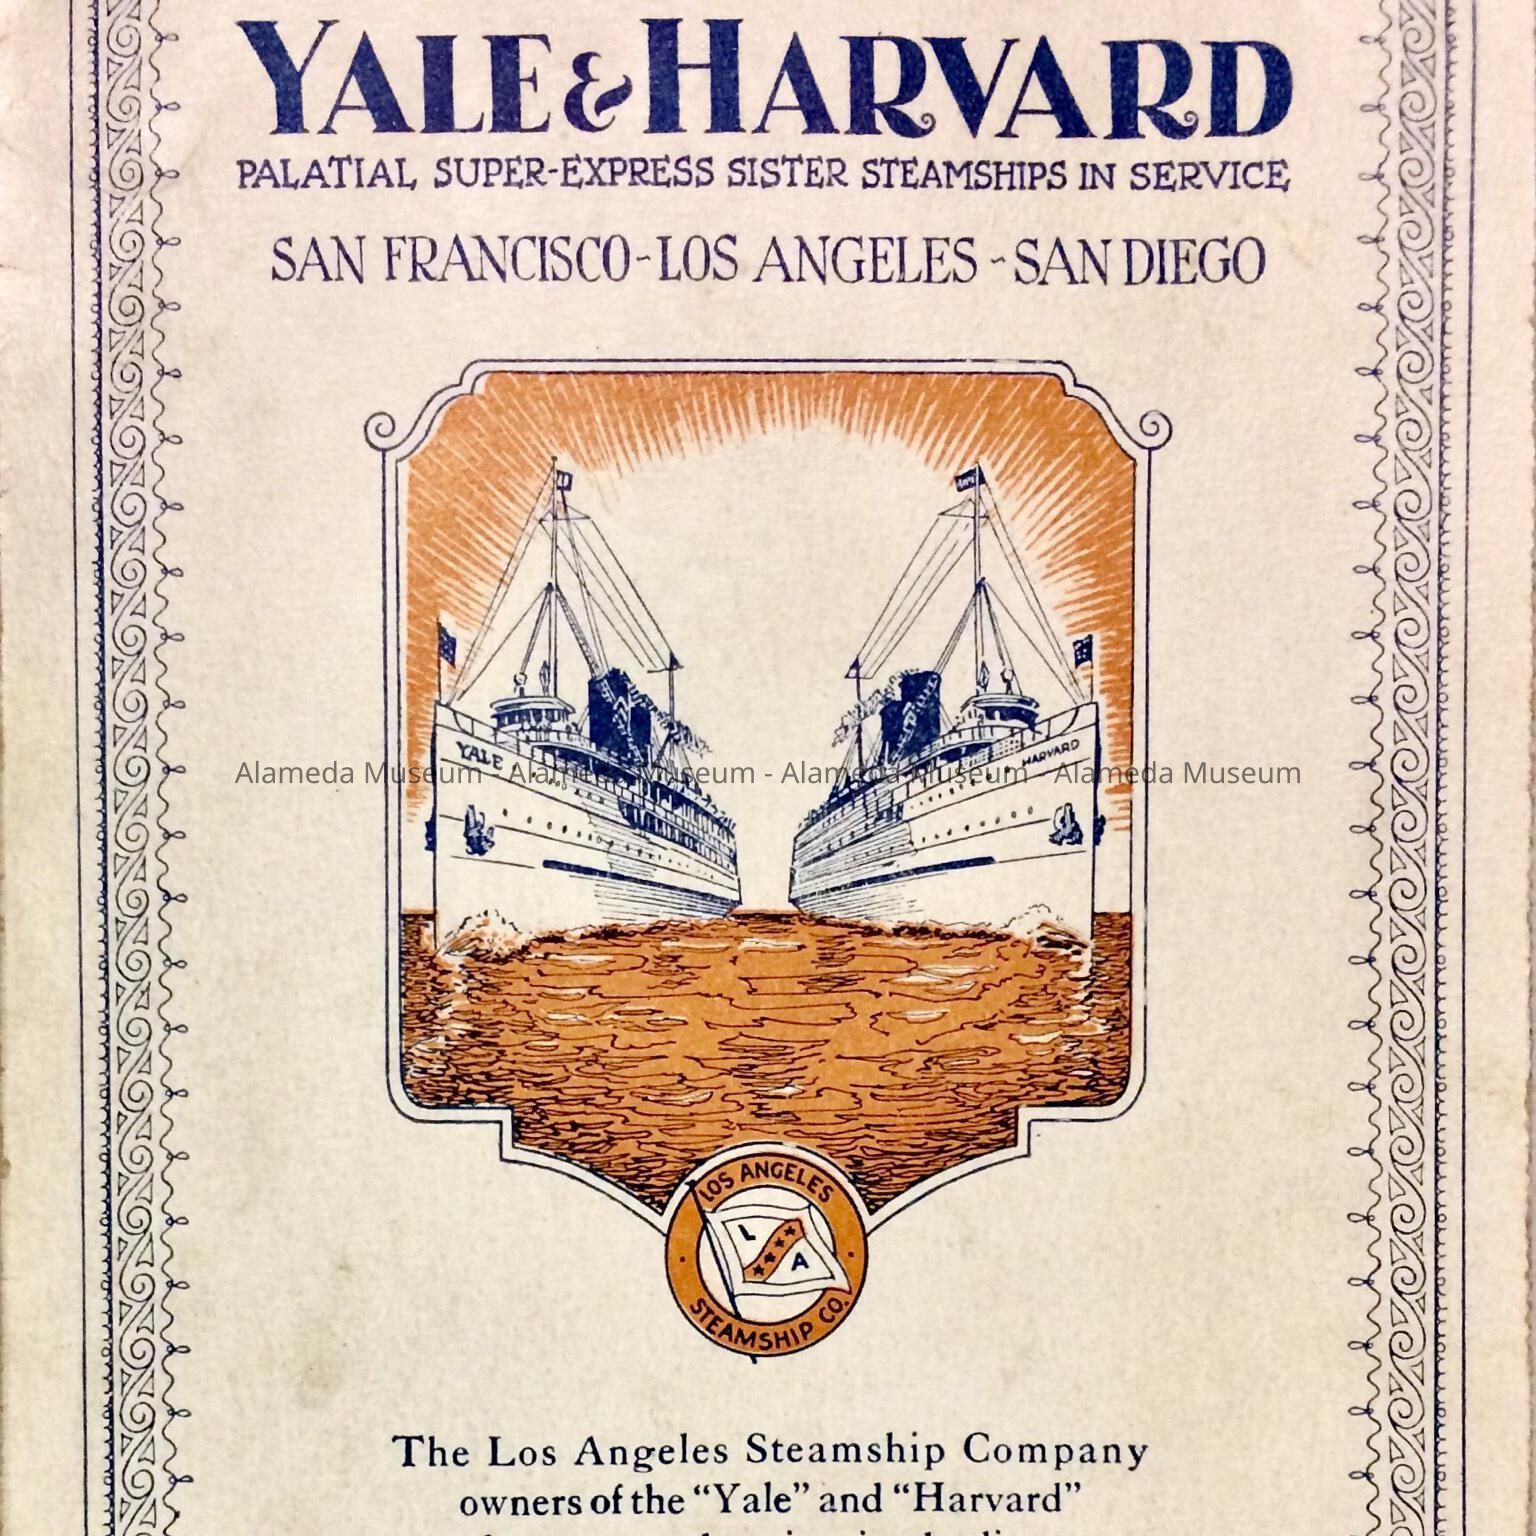 YALE & HARVARD
PALATIAL SUPER-EXPRESS SISTER STEAMSHIPS IN SERVICE
SAN FRANCISCO - LOS ANGELES - SAN DIEGO
YALE
HARVARD
Alameda Museum - Alameda Museum - Alameda Museum - Alameda Museum
LOS ANGELES
L
A
STEAMSHIP CO.
The Los Angeles Steamship Company
owners of the “Yale” and “Harvard”